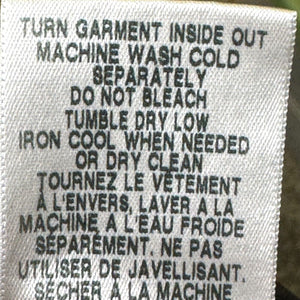 TURN GARMENT INSIDE OUT
MACHINE WASH COLD
SEPARATELY
DO NOT BLEACH
TUMBLE DRY LOW
IRON COOL WHEN NEEDED
OR DRY CLEAN
TOURNEZ LE VÊTEMENT
À L'ENVERS, LAVER A LA
MACHINE A L'EAU FROIDE
SÉPARÉMENT. NE PAS
UTILISER DE JAVELLISANT.
SÉCHER À LA MACHINE